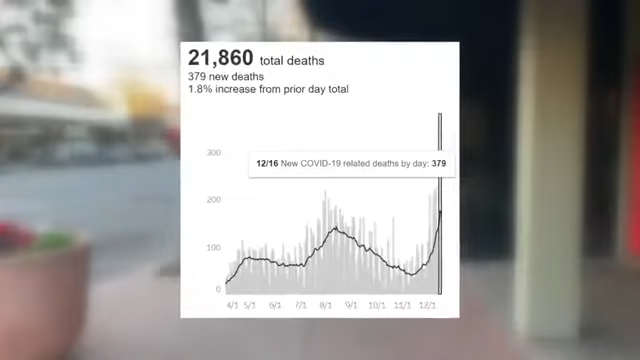 21,860 total deaths
379 new deaths
1.8% increase from prior day total
300
12/16 New COVID-19 related deaths by day: 379
200
100
0
4/1 5/1 6/1 7/1 8/1 9/1 10/1 11/1 12/1